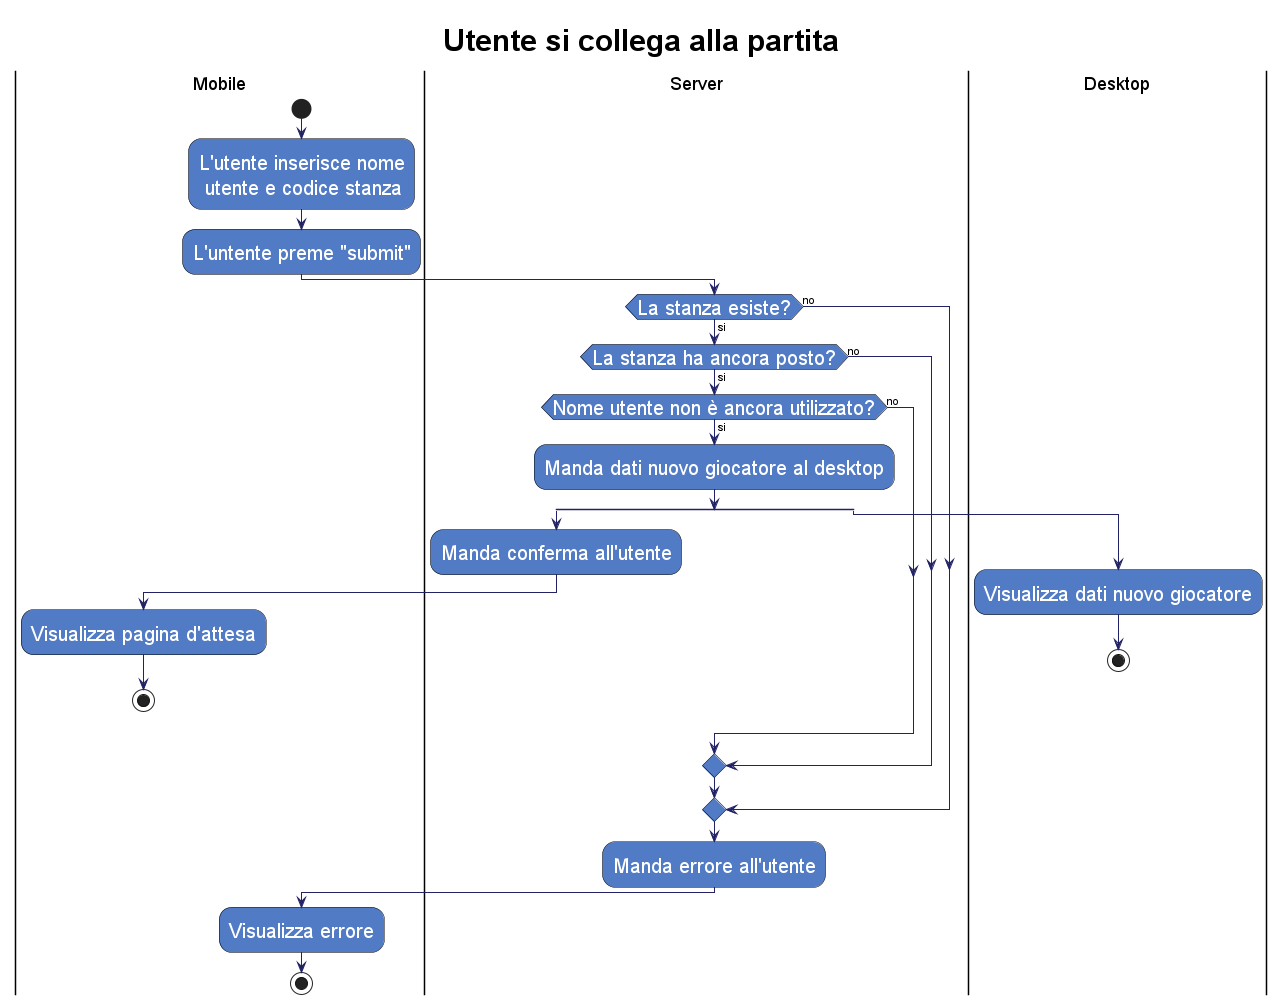 Utente si collega alla partita
Mobile
Server
Desktop
L'utente inserisce nome
utente e codice stanza
L'untente preme "submit"
La stanza esiste?
no
si
La stanza ha ancora posto?
no
si
Nome utente non è ancora utilizzato?
no
si
Manda dati nuovo giocatore al desktop
Manda conferma all'utente
Visualizza dati nuovo giocatore
Visualizza pagina d'attesa
Manda errore all'utente
Visualizza errore